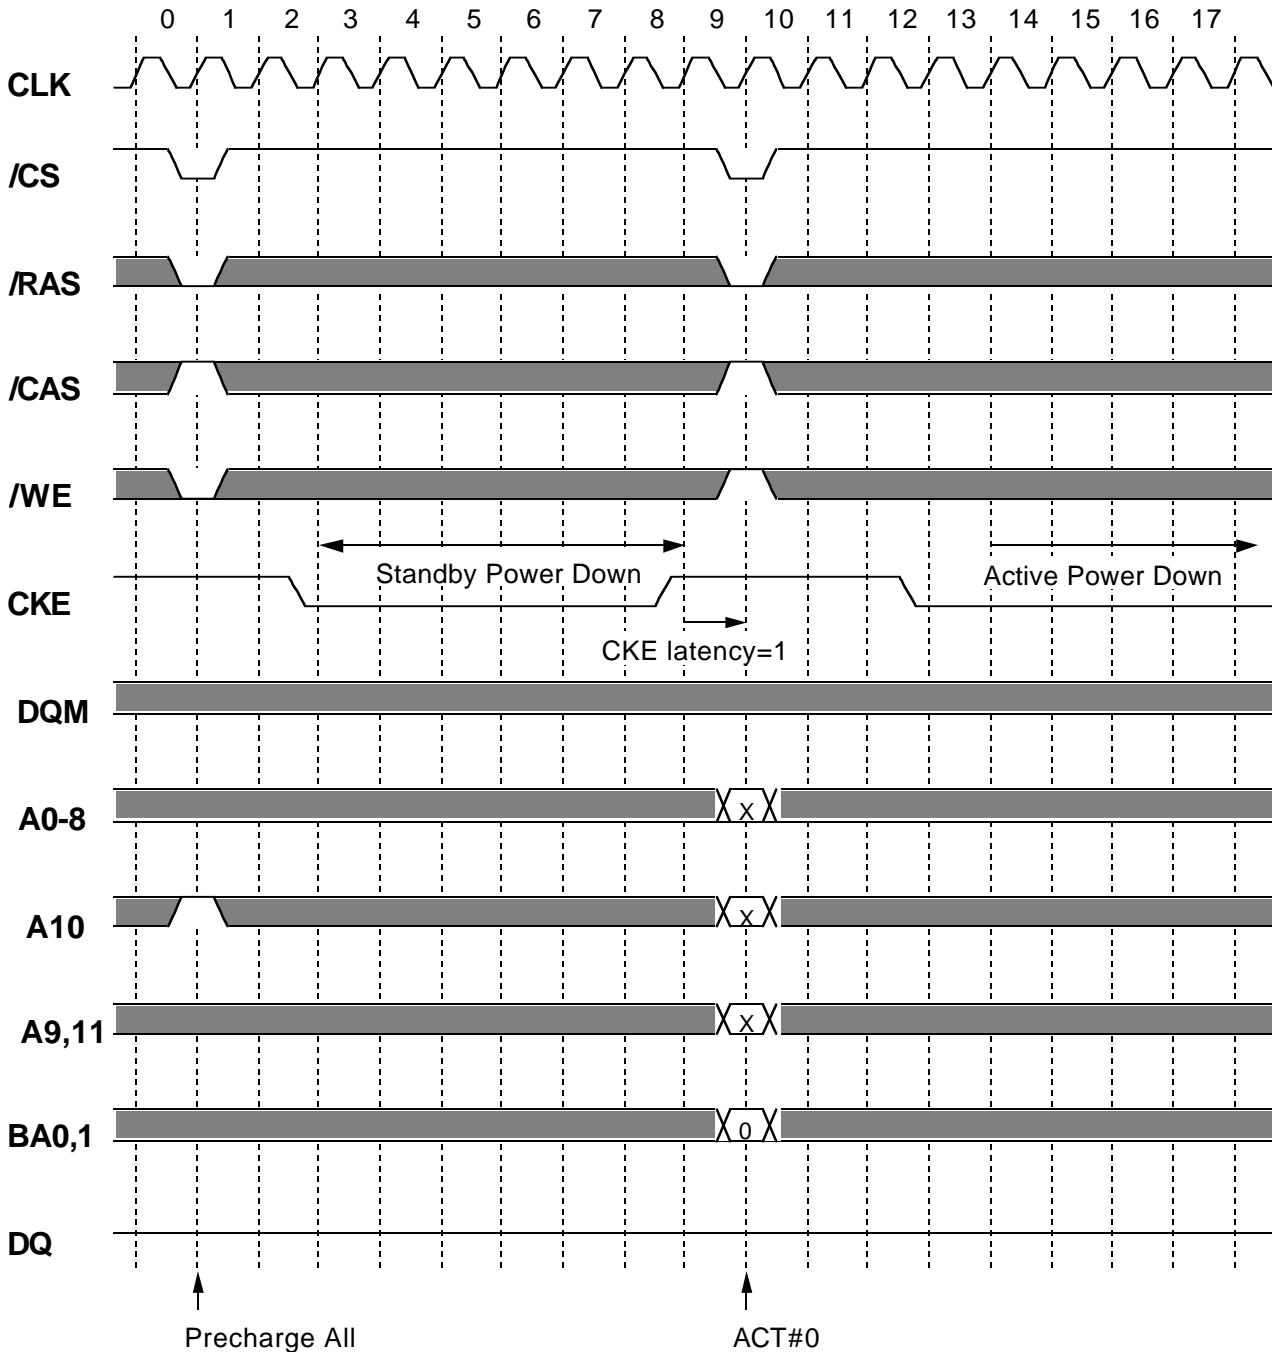 0 1 2 3 4 5 6 7 8 9 10 11 12 13 14 15 16 17
CLK
/CS
/RAS
/CAS
/WE
Standby Power Down
Active Power Down
CKE
CKE latency=1
DQM
A0-8
X
A10
X
A9,11
X
BA0,1
0
DQ
Precharge All
ACT#0